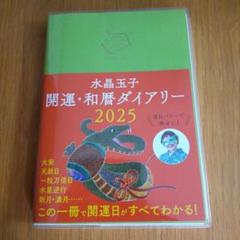 水晶玉子
開運・和暦ダイアリー
2025
大安
天赦日
一粒万倍日
水星逆行
新月・満月……
この一冊で開運日がすべてわかる!